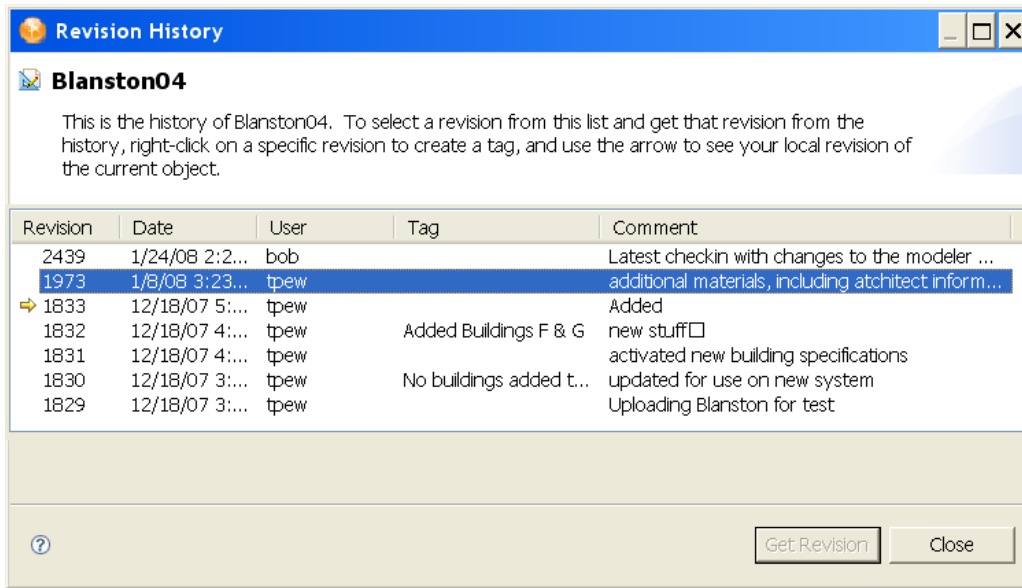 Revision History
Blanston04
This is the history of Blanston04. To select a revision from this list and get that revision from the
history, right-click on a specific revision to create a tag, and use the arrow to see your local revision of
the current object.
Revision Date User Tag Comment
2439 1/24/08 2:2... bob Latest checkin with changes to the modeler ...
1973 1/8/08 3:23... tpew additional materials, including atchitect inform...
1833 12/18/07 5:... tpew Added
1832 12/18/07 4:... tpew Added Buildings F & G new stuff□
1831 12/18/07 4:... tpew activated new building specifications
1830 12/18/07 3:... tpew No buildings added t... updated for use on new system
1829 12/18/07 3:... tpew Uploading Blanston for test
? Get Revision Close